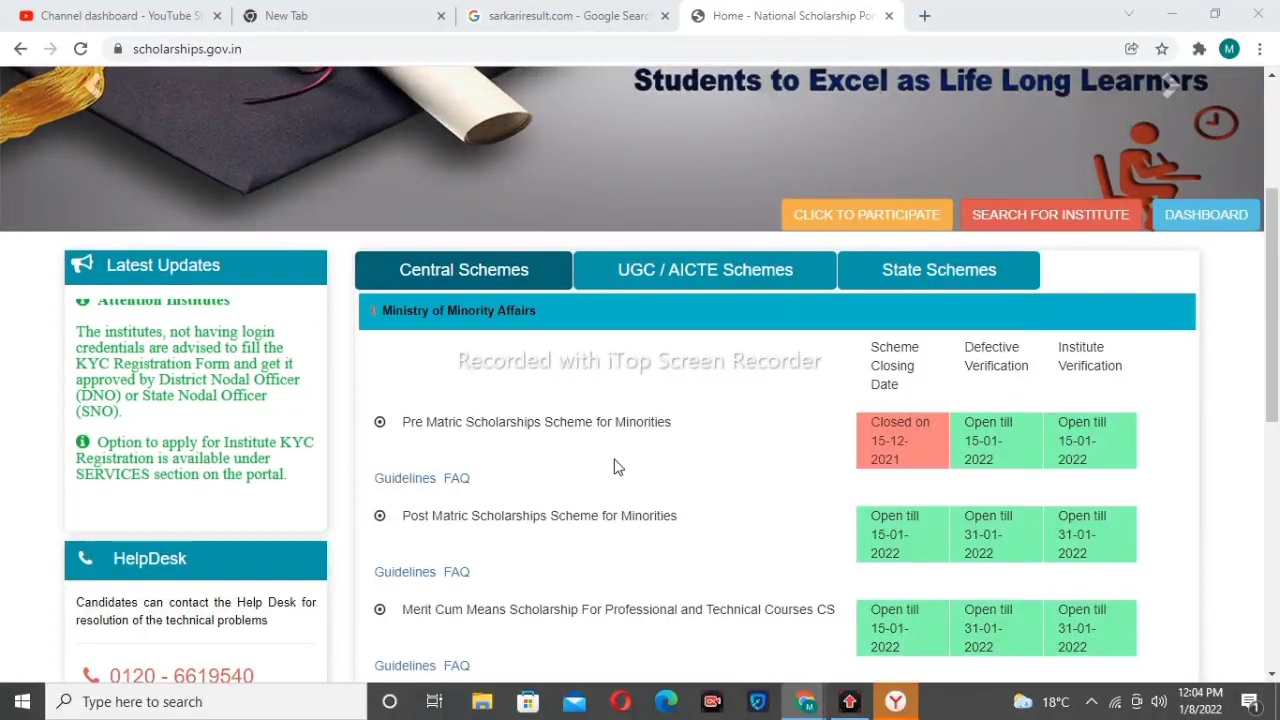 Channel dashboard - YouTube St
New Tab
sarkariresult.com - Google Searc
Home - National Scholarship Por
scholarships.gov.in
M
Students to Excel as Life Long Learners
CLICK TO PARTICIPATE
SEARCH FOR INSTITUTE
DASHBOARD
Latest Updates
Attention Institutes
The institutes, not having login
credentials are advised to fill the
KYC Registration Form and get it
approved by District Nodal Officer
(DNO) or State Nodal Officer
(SNO).
Option to apply for Institute KYC
Registration is available under
SERVICES section on the portal.
HelpDesk
Candidates can contact the Help Desk for
resolution of the technical problems
0120 - 6619540
Central Schemes
UGC / AICTE Schemes
State Schemes
Ministry of Minority Affairs
Recorded with iTop Screen Recorder
Scheme
Closing
Date
Defective
Verification
Institute
Verification
Pre Matric Scholarships Scheme for Minorities
Closed on
15-12-
2021
Open till
15-01-
2022
Open till
15-01-
2022
Guidelines FAQ
Post Matric Scholarships Scheme for Minorities
Open till
15-01-
2022
Open till
31-01-
2022
Open till
31-01-
2022
Guidelines FAQ
Merit Cum Means Scholarship For Professional and Technical Courses CS
Open till
15-01-
2022
Open till
31-01-
2022
Open till
31-01-
2022
Guidelines FAQ
Type here to search
18°C
12:04 PM
1/8/2022